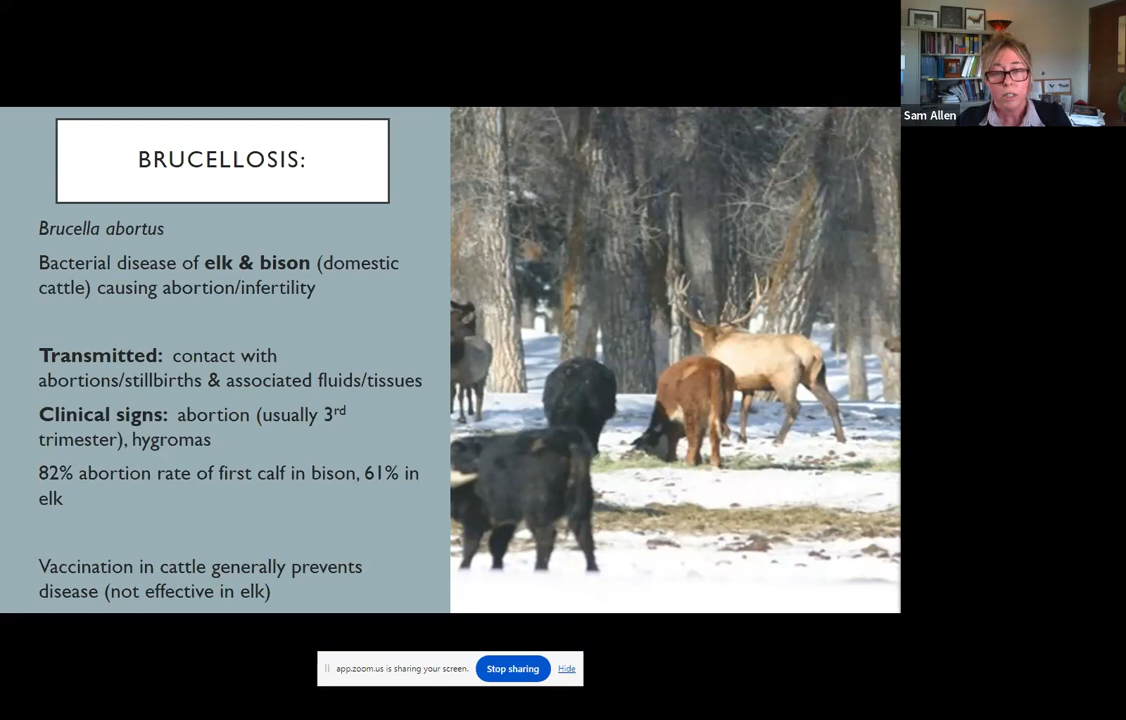 Sam Allen
BRUCELLOSIS:
Brucella abortus
Bacterial disease of elk & bison (domestic
cattle) causing abortion/infertility
Transmitted: contact with
abortions/stillbirths & associated fluids/tissues
Clinical signs: abortion (usually 3rd
trimester), hygromas
82% abortion rate of first calf in bison, 61% in
elk
Vaccination in cattle generally prevents
disease (not effective in elk)
app.zoom.us is sharing your screen. Stop sharing Hide